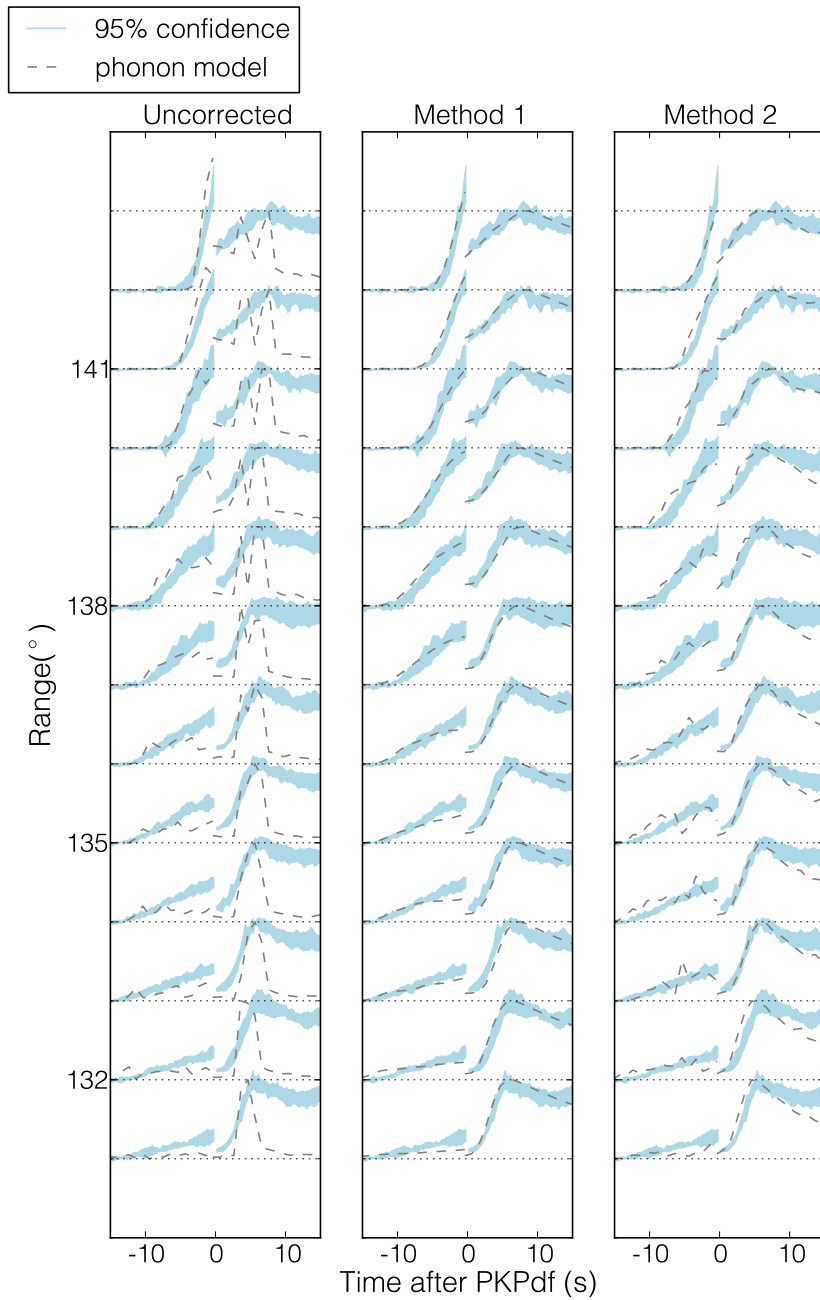 95% confidence
phonon model
Uncorrected Method 1 Method 2
141
138
135
132
Range(°)
-10 0 10 -10 0 10 -10 0 10
Time after PKPdf (s)